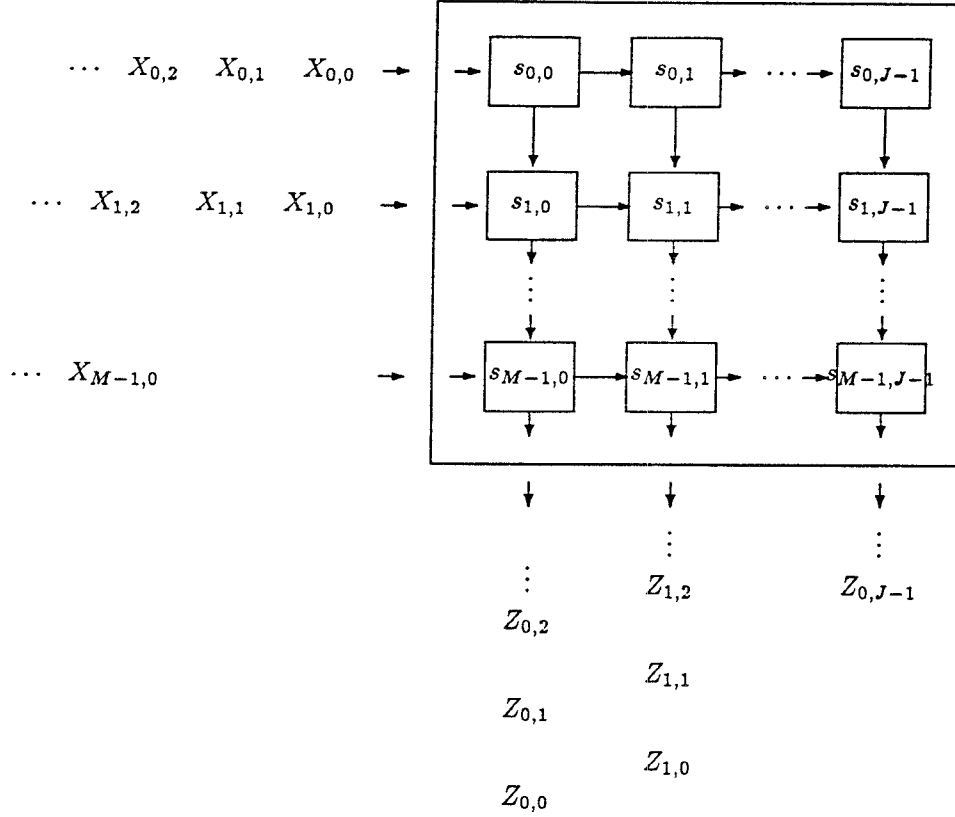 ⋯ X_{0,2} X_{0,1} X_{0,0} s_{0,0} s_{0,1} ⋯ s_{0,J−1}
⋯ X_{1,2} X_{1,1} X_{1,0} s_{1,0} s_{1,1} ⋯ s_{1,J−1}
⋮ ⋮ ⋮
⋯ X_{M−1,0} s_{M−1,0} s_{M−1,1} ⋯ s_{M−1,J−1}
⋮ ⋮ ⋮
Z_{1,2} Z_{0,J−1}
Z_{0,2}
Z_{1,1}
Z_{0,1}
Z_{1,0}
Z_{0,0}